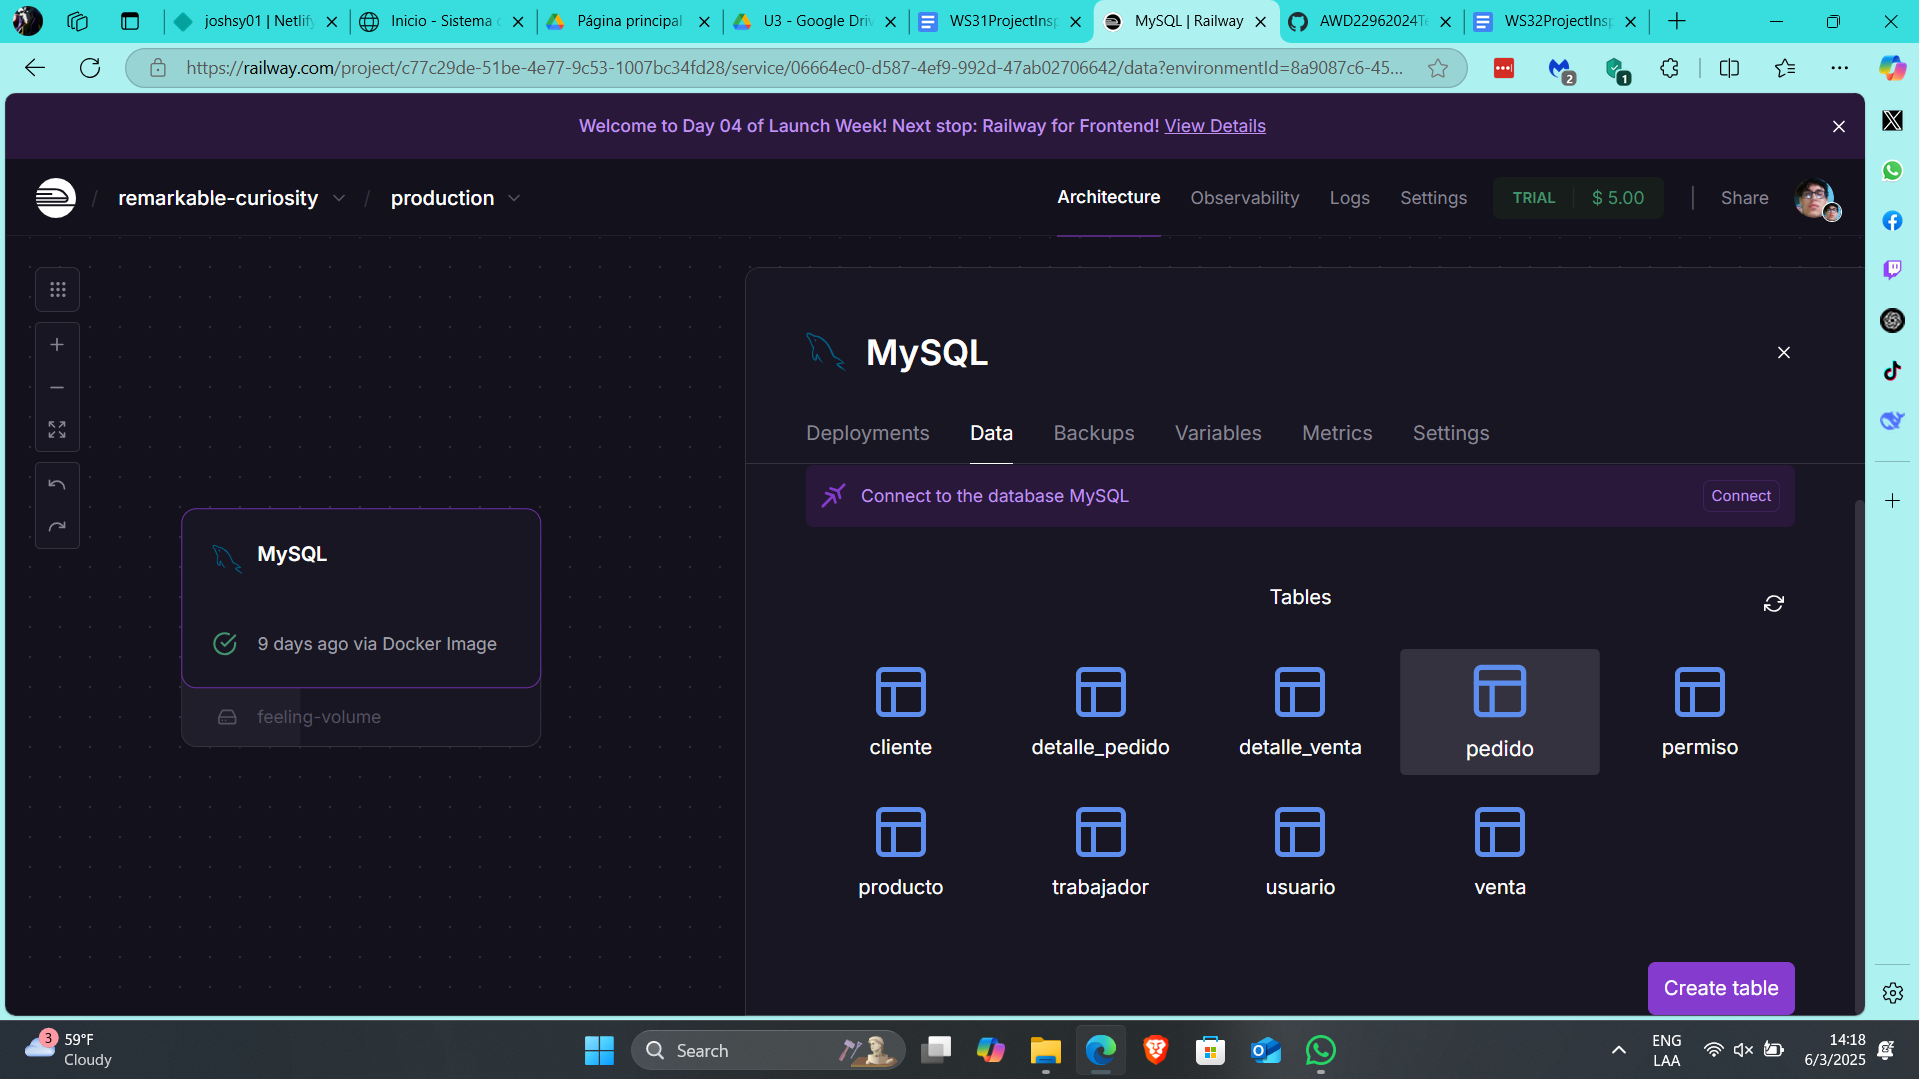 joshsy01 | Netlify
Inicio - Sistema
Página principal
U3 - Google Driv
WS31ProjectInsp
MySQL | Railway
AWD22962024Te
WS32ProjectInsp
https://railway.com/project/c77c29de-51be-4e77-9c53-1007bc34fd28/service/06664ec0-d587-4ef9-992d-47ab02706642/data?environmentId=8a9087c6-45...
2
1
Welcome to Day 04 of Launch Week! Next stop: Railway for Frontend! View Details
/ remarkable-curiosity / production
Architecture
Observability
Logs
Settings
TRIAL
$ 5.00
Share
MySQL
Deployments
Data
Backups
Variables
Metrics
Settings
Connect to the database MySQL
Connect
MySQL
9 days ago via Docker Image
feeling-volume
Tables
cliente
detalle_pedido
detalle_venta
pedido
permiso
producto
trabajador
usuario
venta
Create table
3
59°F
Cloudy
Search
ENG
LAA
14:18
6/3/2025